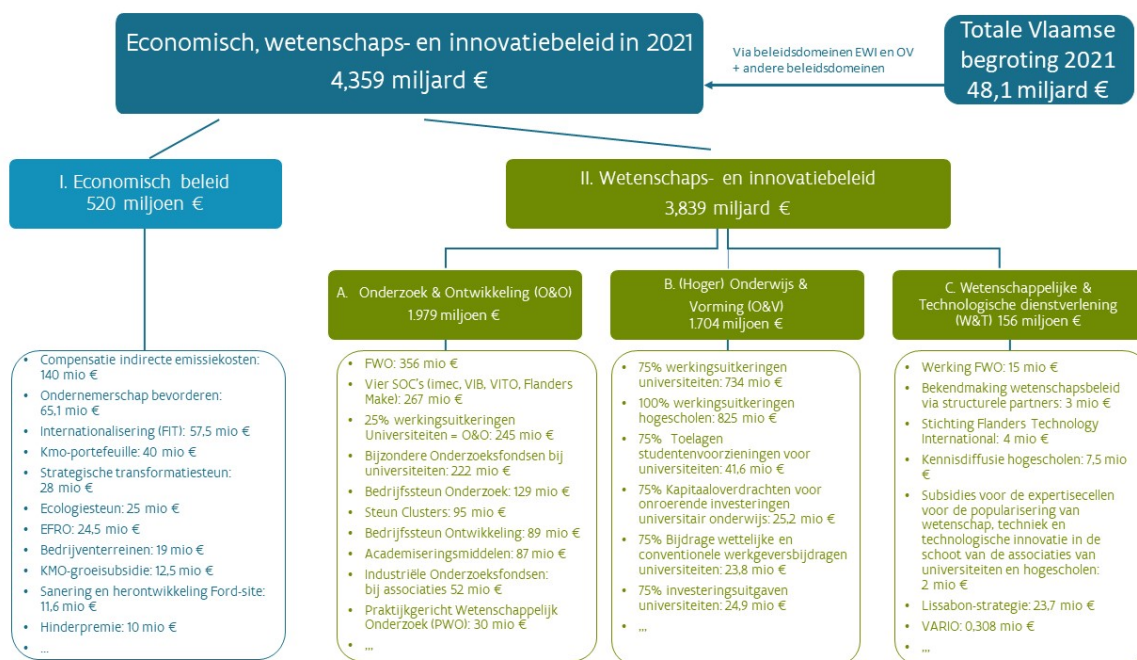 Economisch, wetenschaps- en innovatiebeleid in 2021
4,359 miljard €
Via beleidsdomeinen EWI en OV
+ andere beleidsdomeinen
Totale Vlaamse
begroting 2021
48,1 miljard €
I. Economisch beleid
520 miljoen €
II. Wetenschaps- en innovatiebeleid
3,839 miljard €
A. Onderzoek & Ontwikkeling (O&O)
1.979 miljoen €
B. (Hoger) Onderwijs &
Vorming (O&V)
1.704 miljoen €
C. Wetenschappelijke &
Technologische dienstverlening
(W&T) 156 miljoen €
• Compensatie indirecte emissiekosten:
140 mio €
• Ondernemerschap bevorderen:
65,1 mio €
• Internationalisering (FIT): 57,5 mio €
• Kmo-portefeuille: 40 mio €
• Strategische transformatiesteun:
28 mio €
• Ecologiesteun: 25 mio €
• EFRO: 24,5 mio €
• Bedrijventerreinen: 19 mio €
• KMO-groeisubsidie: 12,5 mio €
• Sanering en herontwikkeling Ford-site:
11,6 mio €
• Hinderpremie: 10 mio €
• ...
• FWO: 356 mio €
• Vier SOC's (imec, VIB, VITO, Flanders
Make): 267 mio €
• 25% werkingsuitkeringen
Universiteiten = O&O: 245 mio €
• Bijzondere Onderzoeksfondsen bij
universiteiten: 222 mio €
• Bedrijfssteun Onderzoek: 129 mio €
• Steun Clusters: 95 mio €
• Bedrijfssteun Ontwikkeling: 89 mio €
• Academiseringsmiddelen: 87 mio €
• Industriële Onderzoeksfondsen:
bij associaties 52 mio €
• Praktijkgericht Wetenschappelijk
Onderzoek (PWO): 30 mio €
• ...
• 75% werkingsuitkeringen
universiteiten: 734 mio €
• 100% werkingsuitkeringen
hogescholen: 825 mio €
• 75% Toelagen
studentenvoorzieningen voor
universiteiten: 41,6 mio €
• 75% Kapitaaloverdrachten voor
onroerende investeringen
universitair onderwijs: 25,2 mio €
• 75% Bijdrage wettelijke en
conventionele werkgeversbijdragen
universiteiten: 23,8 mio €
• 75% investeringsuitgaven
universiteiten: 24,9 mio €
• ...
• Werking FWO: 15 mio €
• Bekendmaking wetenschapsbeleid
via structurele partners: 3 mio €
• Stichting Flanders Technology
International: 4 mio €
• Kennisdiffusie hogescholen: 7,5 mio
€
• Subsidies voor de expertisecellen
voor de popularisering van
wetenschap, techniek en
technologische innovatie in de
schoot van de associaties van
universiteiten en hogescholen:
2 mio €
• Lissabon-strategie: 23,7 mio €
• VARIO: 0,308 mio €
• ...